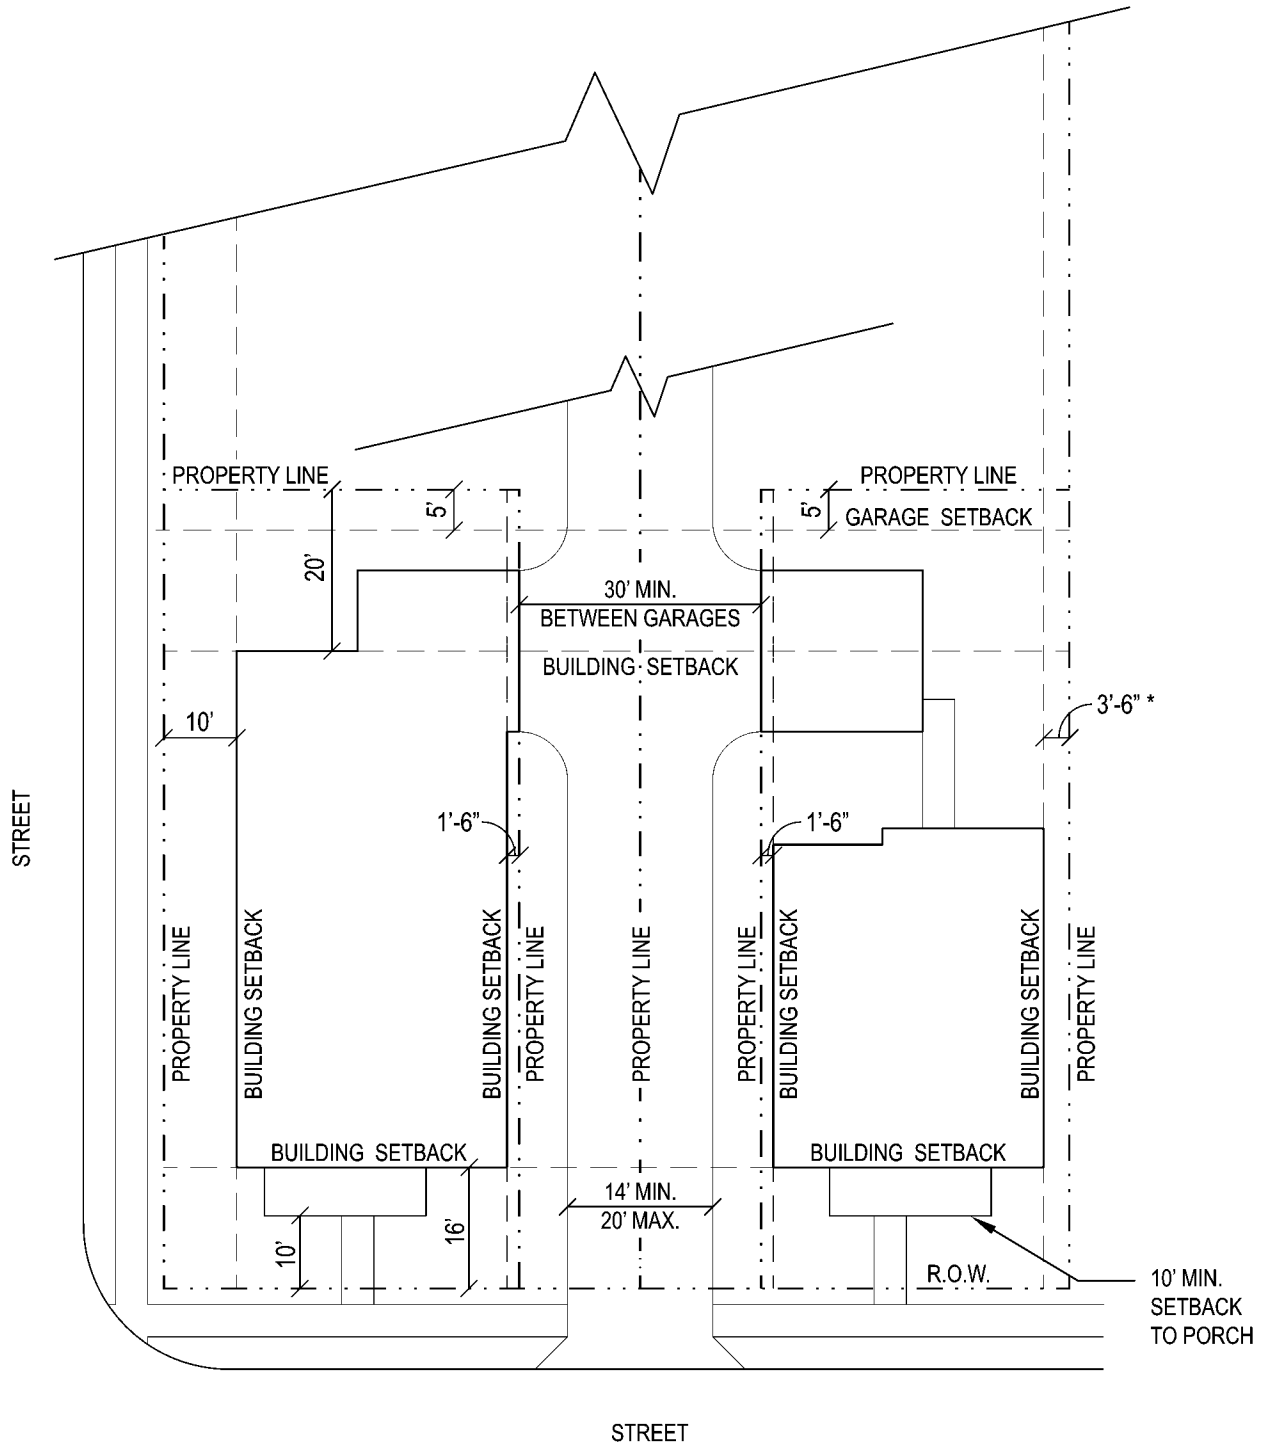 PROPERTY LINE
PROPERTY LINE
5'
5'
GARAGE SETBACK
20'
30' MIN.
BETWEEN GARAGES
BUILDING SETBACK
10'
3'-6" *
1'-6"
1'-6"
STREET
PROPERTY LINE
BUILDING SETBACK
BUILDING SETBACK
PROPERTY LINE
PROPERTY LINE
PROPERTY LINE
BUILDING SETBACK
BUILDING SETBACK
PROPERTY LINE
BUILDING SETBACK
BUILDING SETBACK
14' MIN.
20' MAX.
10'
16'
R.O.W.
10' MIN.
SETBACK
TO PORCH
STREET